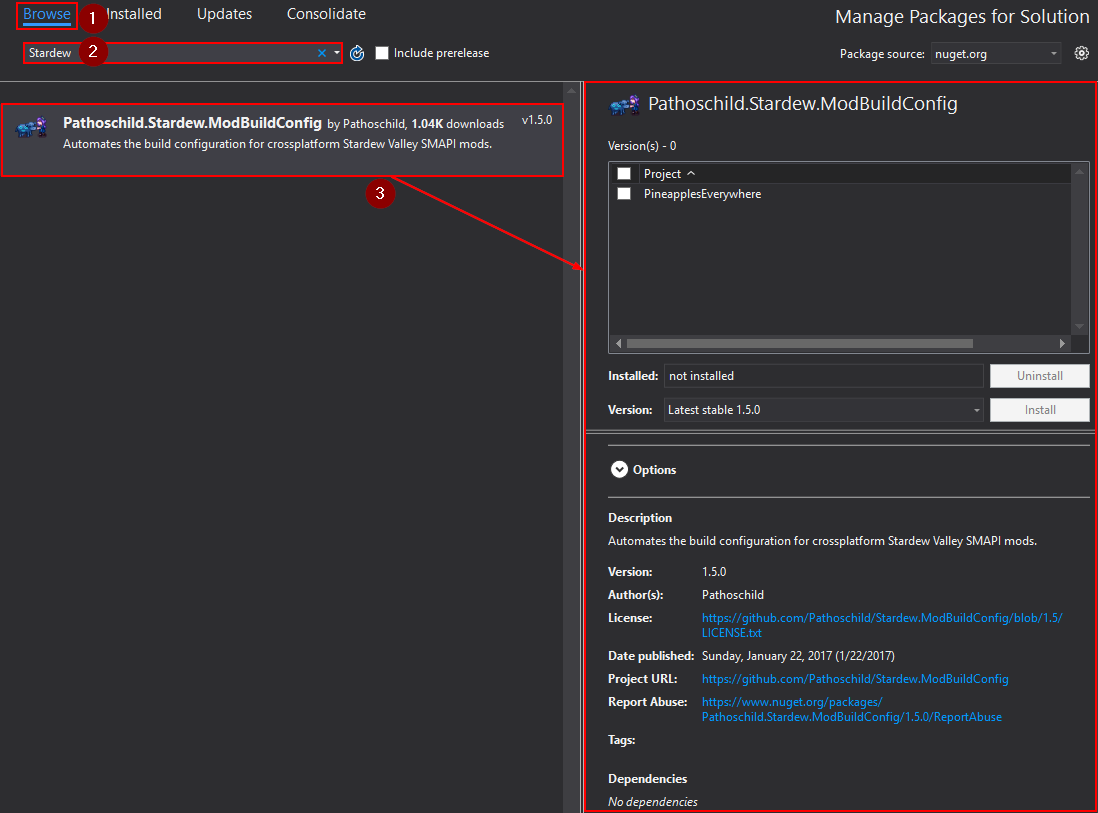 Browse 1 Installed Updates Consolidate
Manage Packages for Solution
Stardew 2 Include prerelease
Package source: nuget.org
Pathoschild.Stardew.ModBuildConfig by Pathoschild, 1.04K downloads v1.5.0
Automates the build configuration for crossplatform Stardew Valley SMAPI mods.
3
Pathoschild.Stardew.ModBuildConfig
Version(s) - 0
Project
PineapplesEverywhere
Installed: not installed Uninstall
Version: Latest stable 1.5.0 Install
Options
Description
Automates the build configuration for crossplatform Stardew Valley SMAPI mods.
Version: 1.5.0
Author(s): Pathoschild
License: https://github.com/Pathoschild/Stardew.ModBuildConfig/blob/1.5/
LICENSE.txt
Date published: Sunday, January 22, 2017 (1/22/2017)
Project URL: https://github.com/Pathoschild/Stardew.ModBuildConfig
Report Abuse: https://www.nuget.org/packages/
Pathoschild.Stardew.ModBuildConfig/1.5.0/ReportAbuse
Tags:
Dependencies
No dependencies